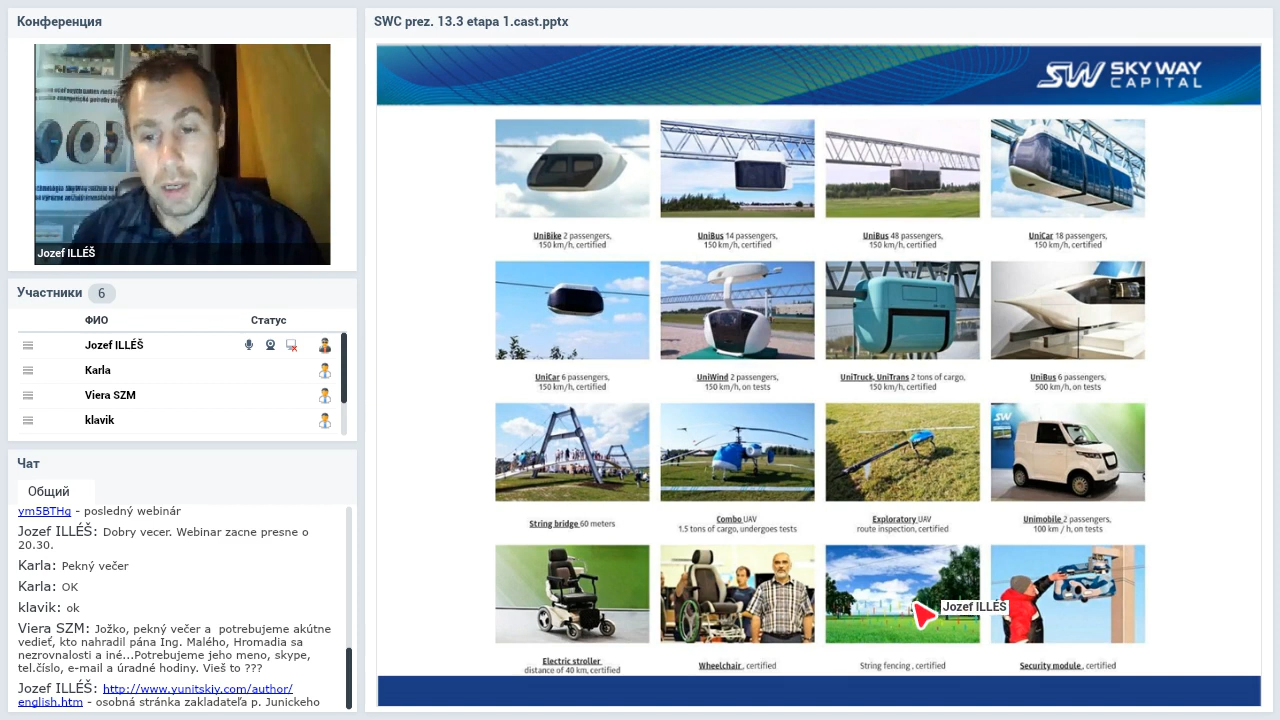 Конференция
Jozef ILLÉŠ
Участники 6
ФИО Статус
Jozef ILLÉŠ
Karla
Viera SZM
klavik
Чат
Общий
vm5BTHq - posledný webinár
Jozef ILLÉŠ: Dobry vecer. Webinar zacne presne o
20.30.
Karla: Pekný večer
Karla: OK
klavik: ok
Viera SZM: Jožko, pekný večer a potrebujeme akútne
vedieť, kto nahradil pána Ing. Malého, Hromadia sa
nezrovnalosti a iné...Potrebujeme jeho meno, skype,
tel.číslo, e-mail a úradné hodiny. Vieš to ???
Jozef ILLÉŠ: http://www.yunitskiy.com/author/
english.htm - osobná stránka zakladateľa p. Junického
SWC prez. 13.3 etapa 1.cast.pptx
SW SKY WAY
CAPITAL
UniBike 2 passengers,
150 km/h, certified
UniBus 14 passengers,
150 km/h, certified
UniBus 48 passengers,
150 km/h, certified
UniCar 18 passengers,
150 km/h, certified
UniCar 6 passengers,
150 km/h, certified
UniWind 2 passengers,
150 km/h, on tests
UniTruck, UniTrans 2 tons of cargo,
150 km/h, certified
UniBus 6 passengers,
500 km/h, on tests
SW
String bridge 60 meters
Combo UAV
1.5 tons of cargo, undergoes tests
Exploratory UAV
route inspection, certified
Unimobile 2 passengers,
100 km / h, on tests
Jozef ILLÉŠ
Electric stroller
distance of 40 km, certified
Wheelchair , certified
String fencing , certified
Security module , certified